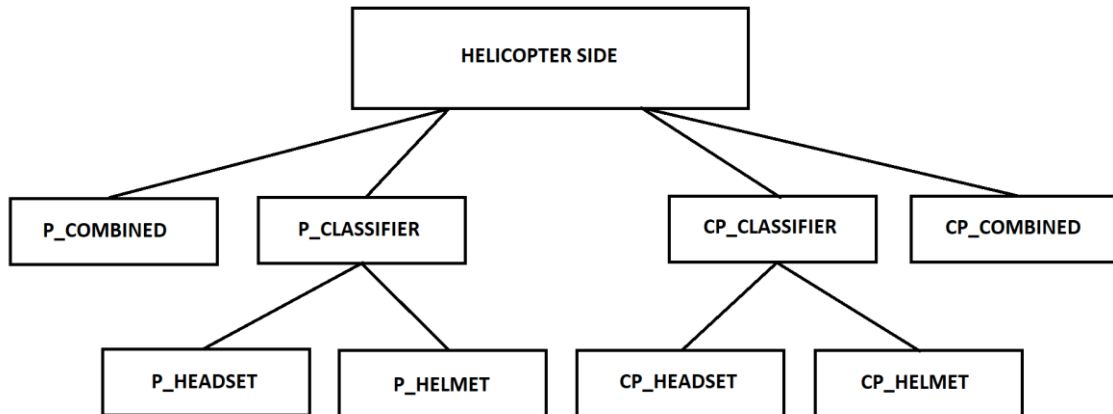 HELICOPTER SIDE
P_COMBINED
P_CLASSIFIER
CP_CLASSIFIER
CP_COMBINED
P_HEADSET
P_HELMET
CP_HEADSET
CP_HELMET